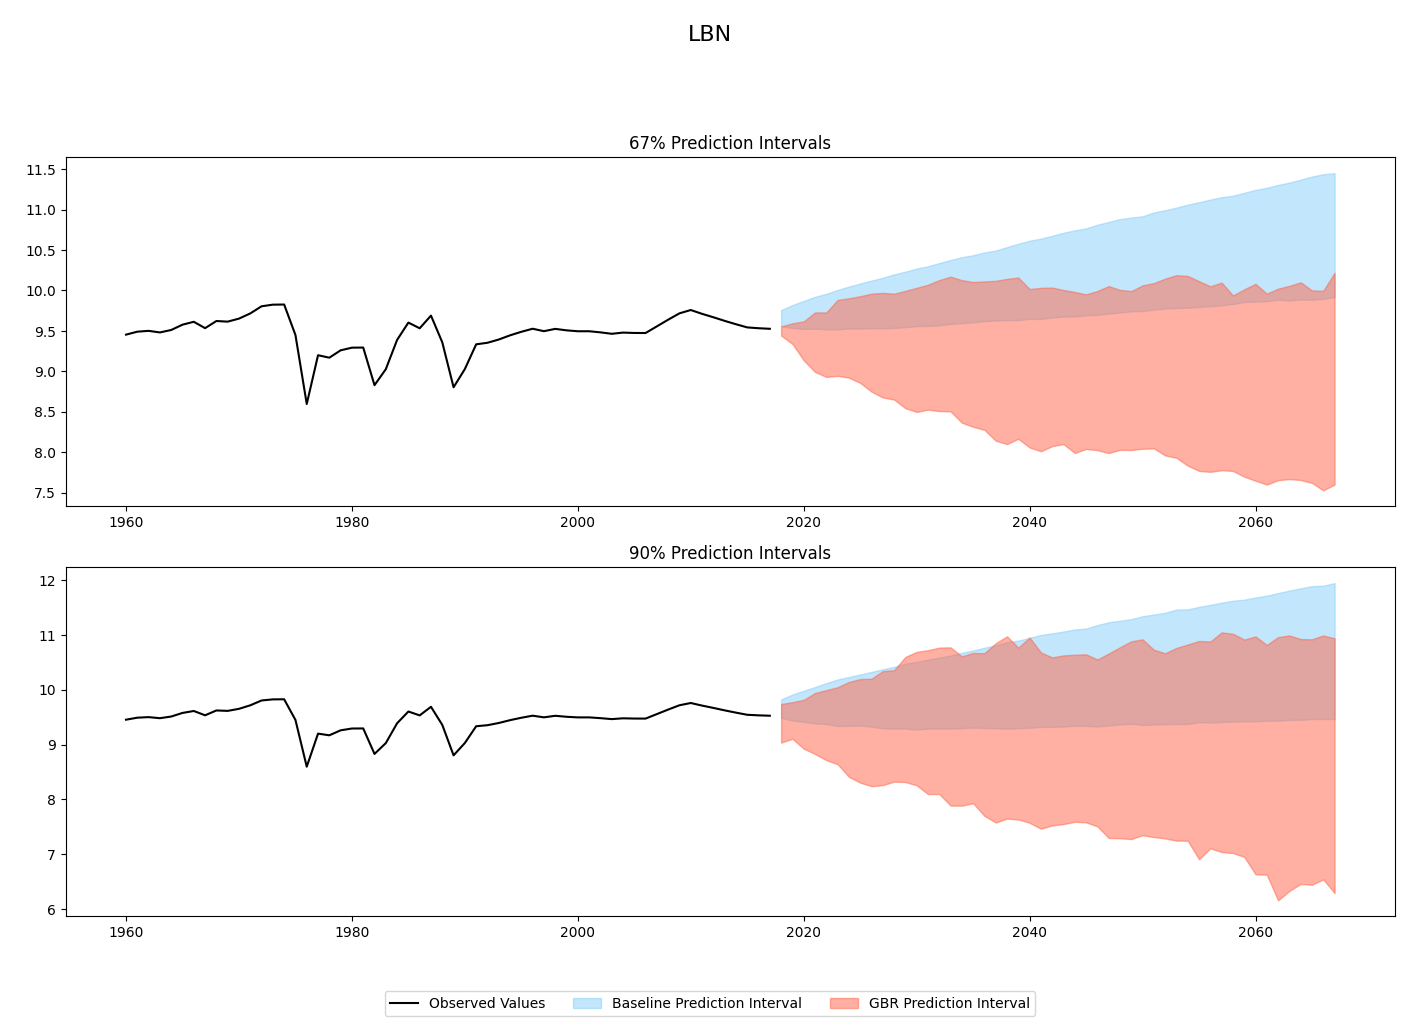 LBN
67% Prediction Intervals
11.5
11.0
10.5
10.0
9.5
9.0
8.5
8.0
7.5
1960 1980 2000 2020 2040 2060
90% Prediction Intervals
12
11
10
9
8
7
6
1960 1980 2000 2020 2040 2060
Observed Values Baseline Prediction Interval GBR Prediction Interval